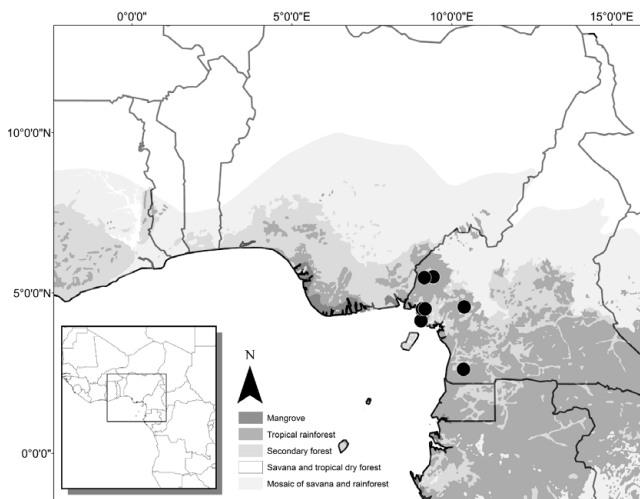 0°0'0" 5°0'0"E 10°0'0"E 15°0'0"E
10°0'0"N
5°0'0"N
0°0'0"
N
Mangrove
Tropical rainforest
Secondary forest
Savana and tropical dry forest
Mosaic of savana and rainforest